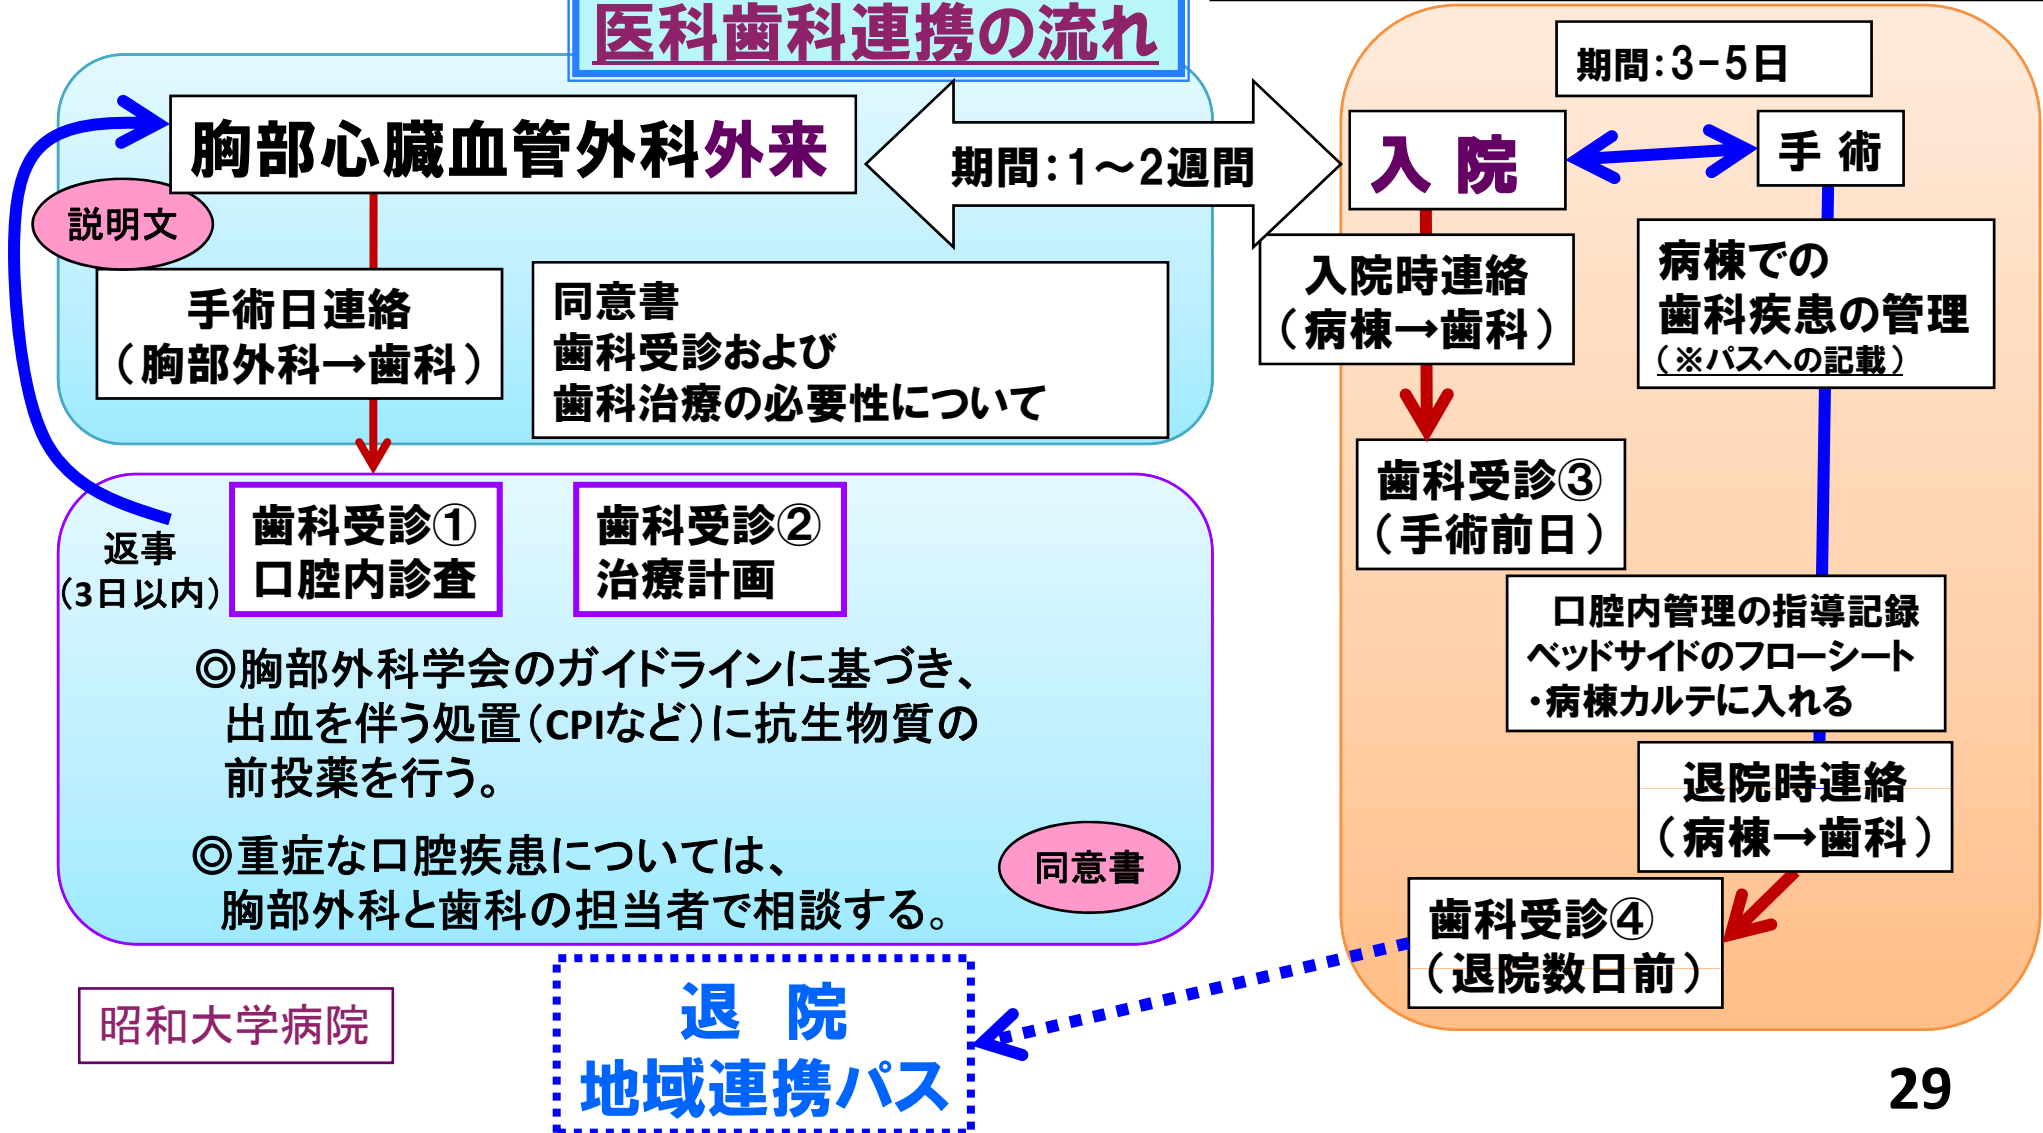 医科歯科連携の流れ
胸部心臓血管外科外来
説明文
手術日連絡
（胸部外科→歯科）
同意書
歯科受診および
歯科治療の必要性について
期間：1～2週間
返事
（3日以内）
歯科受診①
口腔内診査
歯科受診②
治療計画
◎胸部外科学会のガイドラインに基づき、
出血を伴う処置（CPIなど）に抗生物質の
前投薬を行う。
◎重症な口腔疾患については、
胸部外科と歯科の担当者で相談する。
同意書
期間：3−5日
入 院
手 術
入院時連絡
（病棟→歯科）
病棟での
歯科疾患の管理
（※パスへの記載）
歯科受診③
（手術前日）
口腔内管理の指導記録
ベッドサイドのフローシート
・病棟カルテに入れる
退院時連絡
（病棟→歯科）
歯科受診④
（退院数日前）
退 院
地域連携パス
昭和大学病院
29